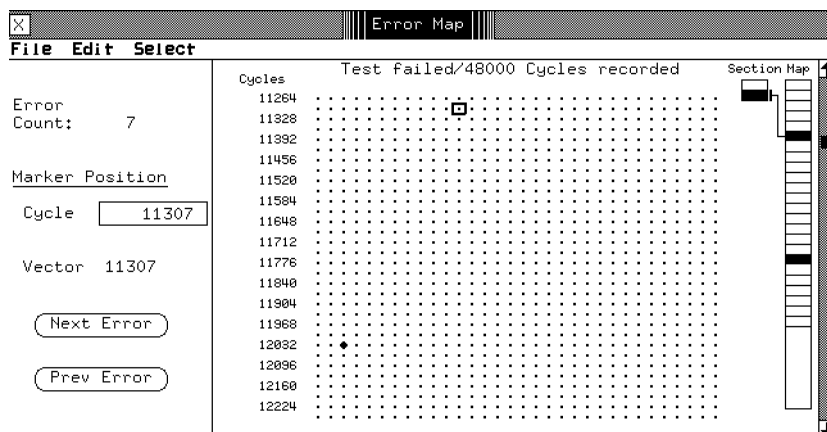 X
Error Map
File Edit Select
Test failed/48000 Cycles recorded
Cycles
Section Map
Error
Count: 7
Marker Position
Cycle 11307
Vector 11307
Next Error
Prev Error
11264
11328
11392
11456
11520
11584
11648
11712
11776
11840
11904
11968
12032
12096
12160
12224